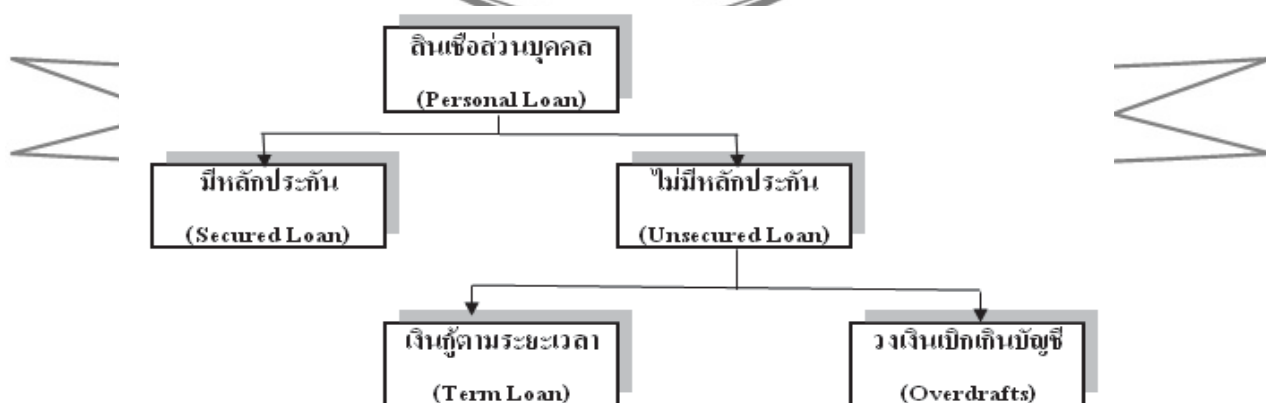 สินเชื่อส่วนบุคคล
(Personal Loan)
มีหลักประกัน
(Secured Loan)
ไม่มีหลักประกัน
(Unsecured Loan)
เงินกู้ตามระยะเวลา
(Term Loan)
วงเงินเบิกเกินบัญชี
(Overdrafts)